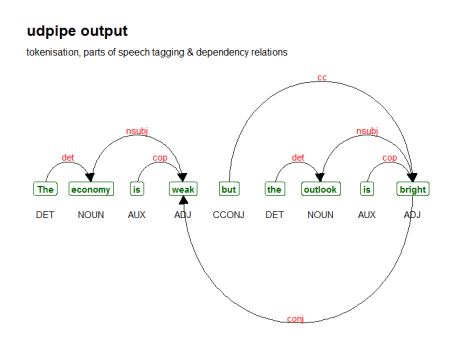 udpipe output
tokenisation, parts of speech tagging & dependency relations
cc
nsubj nsubj
det cop det cop
The economy is weak but the outlook is bright
DET NOUN AUX ADJ CCONJ DET NOUN AUX ADJ
conj